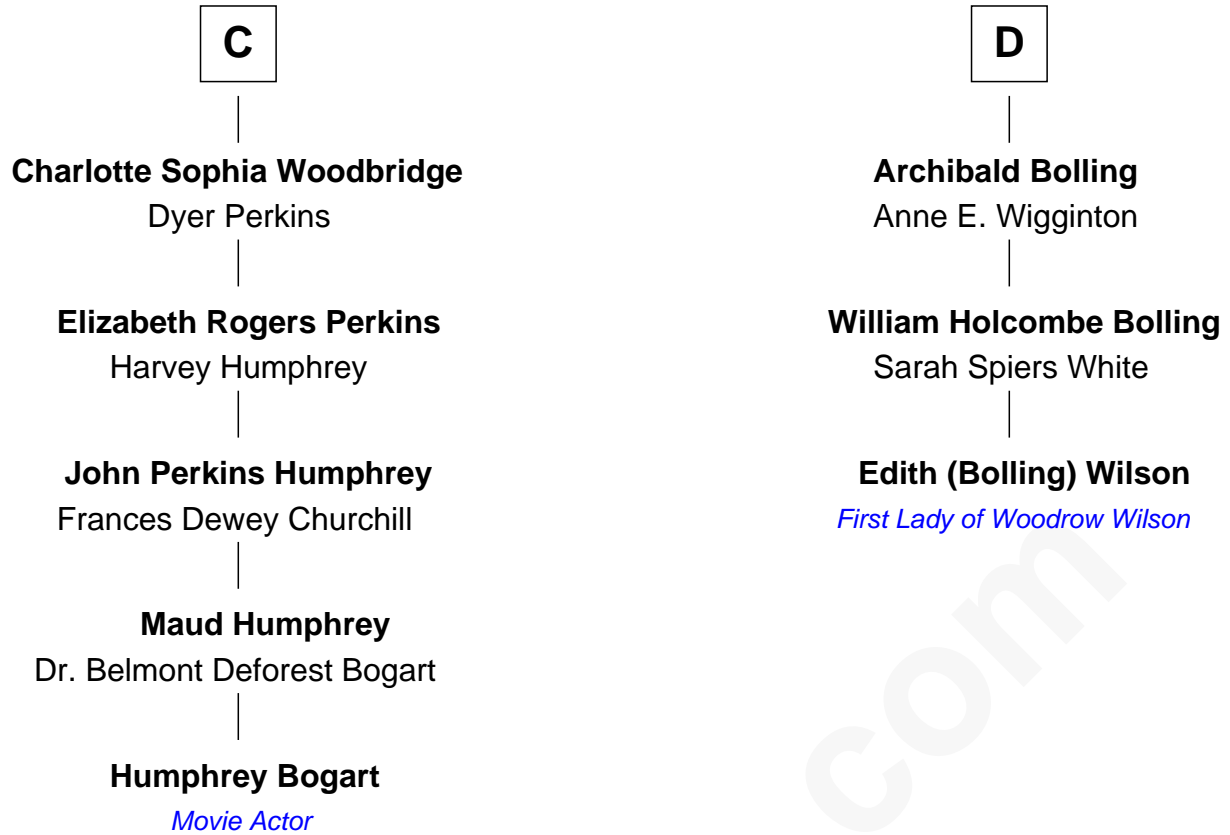 C
Charlotte Sophia Woodbridge
Dyer Perkins
Elizabeth Rogers Perkins
Harvey Humphrey
John Perkins Humphrey
Frances Dewey Churchill
Maud Humphrey
Dr. Belmont Deforest Bogart
Humphrey Bogart
Movie Actor
D
Archibald Bolling
Anne E. Wigginton
William Holcombe Bolling
Sarah Spiers White
Edith (Bolling) Wilson
First Lady of Woodrow Wilson
com